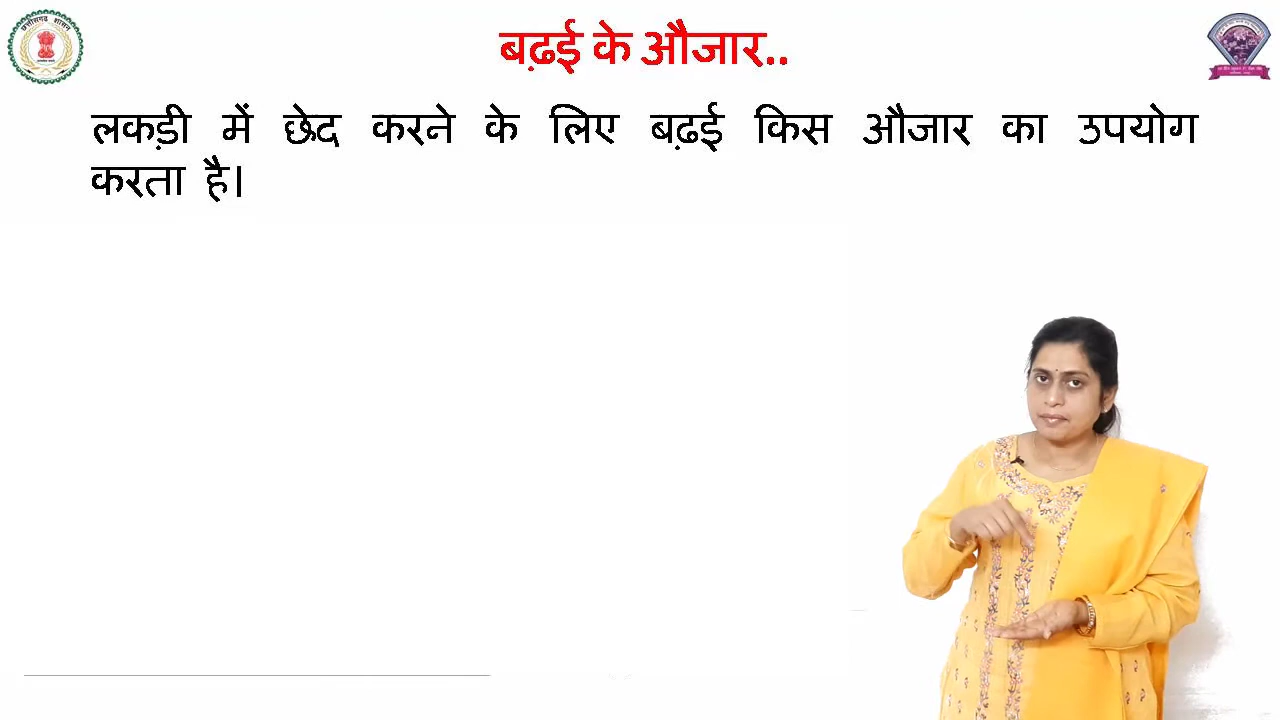 बढ़ई के औजार..
लकड़ी में छेद करने के लिए बढ़ई किस औजार का उपयोग
करता है।